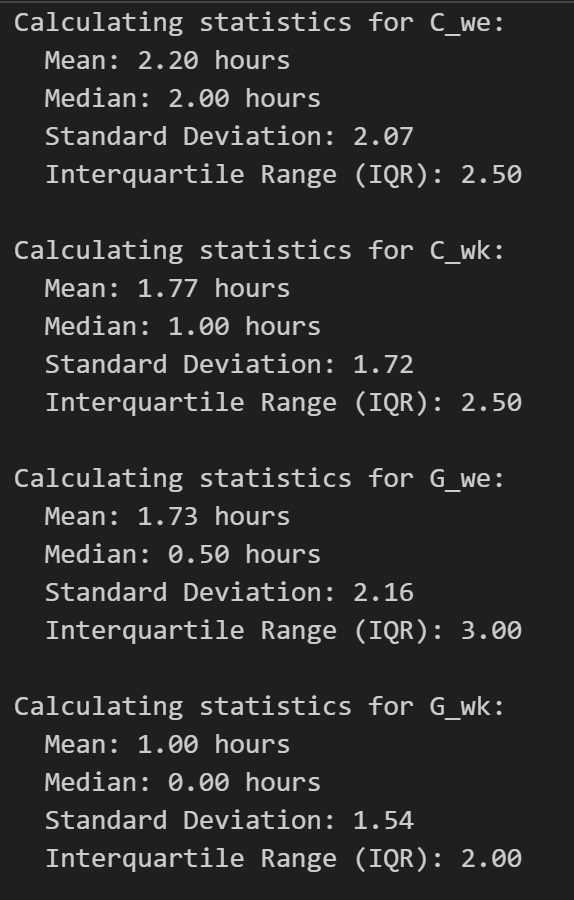 Calculating statistics for C_we:
Mean: 2.20 hours
Median: 2.00 hours
Standard Deviation: 2.07
Interquartile Range (IQR): 2.50
Calculating statistics for C_wk:
Mean: 1.77 hours
Median: 1.00 hours
Standard Deviation: 1.72
Interquartile Range (IQR): 2.50
Calculating statistics for G_we:
Mean: 1.73 hours
Median: 0.50 hours
Standard Deviation: 2.16
Interquartile Range (IQR): 3.00
Calculating statistics for G_wk:
Mean: 1.00 hours
Median: 0.00 hours
Standard Deviation: 1.54
Interquartile Range (IQR): 2.00